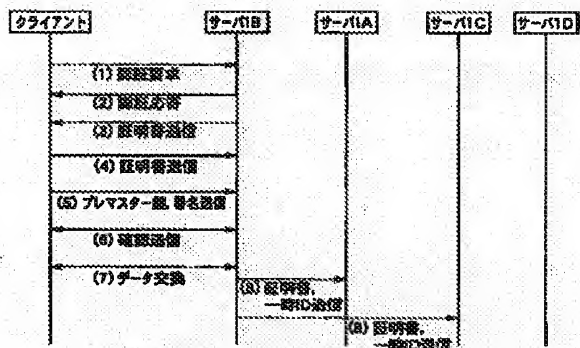 クライアント
サーバ1B
サーバ1A
サーバ1C
サーバ1D
(1) 認証要求
(2) 認証応答
(3) 証明書送信
(4) 証明書送信
(5) プレマスター鍵, 署名送信
(6) 確認送信
(7) データ交換
(8) 証明書,
一時ID送信
(8) 証明書,
一時ID送信